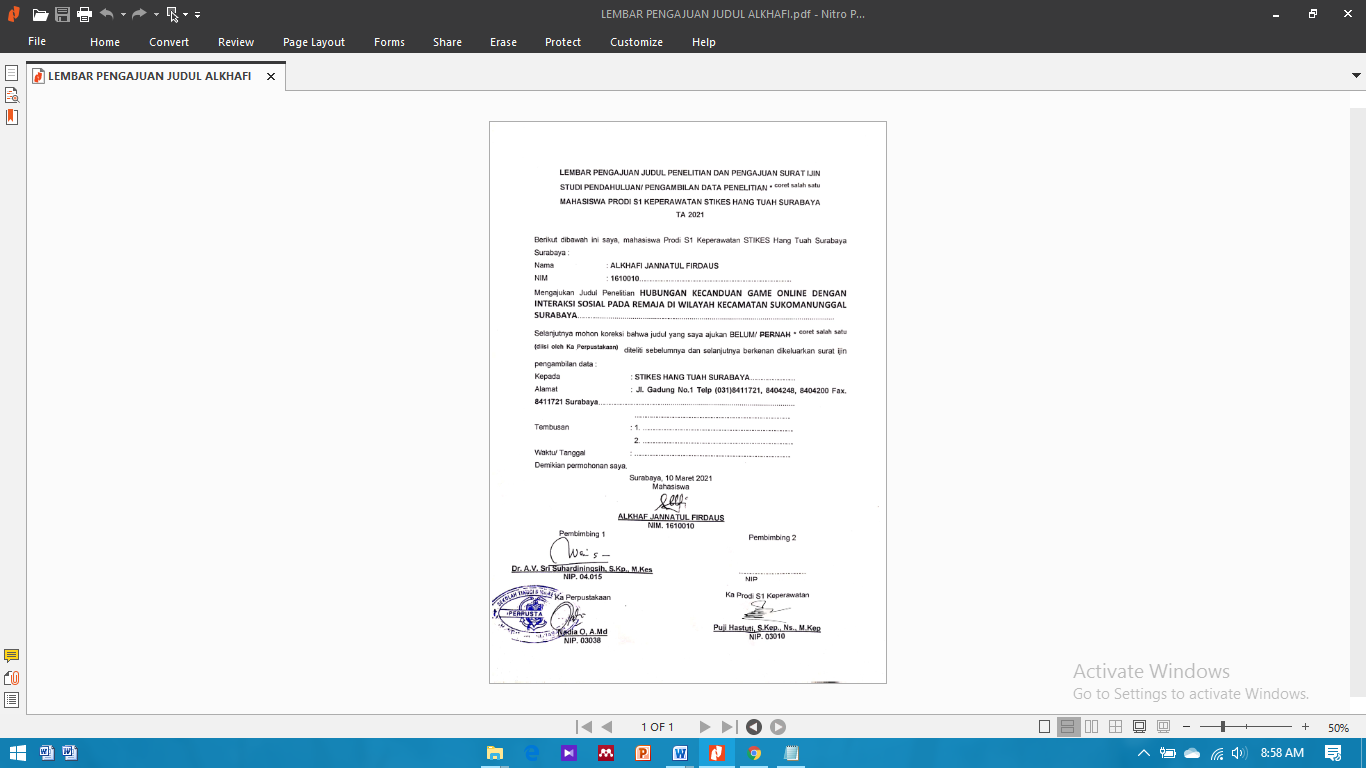 LEMBAR PENGAJUAN JUDUL ALKHAFI.pdf - Nitro P...
File
Home
Convert
Review
Page Layout
Forms
Share
Erase
Protect
Customize
Help
LEMBAR PENGAJUAN JUDUL ALKHAFI
LEMBAR PENGAJUAN JUDUL PENELITIAN DAN PENGAJUAN SURAT IJIN
STUDI PENDAHULUAN/ PENGAMBILAN DATA PENELITIAN * coret salah satu
MAHASISWA PRODI S1 KEPERAWATAN STIKES HANG TUAH SURABAYA
TA 2021
Berikut dibawah ini saya, mahasiswa Prodi S1 Keperawatan STIKES Hang Tuah Surabaya
Surabaya :
Nama : ALKHAFI JANNATUL FIRDAUS
NIM : 1610010
Mengajukan Judul Penelitian HUBUNGAN KECANDUAN GAME ONLINE DENGAN
INTERAKSI SOSIAL PADA REMAJA DI WILAYAH KECAMATAN SUKOMANUNGGAL
SURABAYA
Selanjutnya mohon koreksi bahwa judul yang saya ajukan BELUM/ PERNAH * coret salah satu
(diisi oleh Ka Perpustakaan) diteliti sebelumnya dan selanjutnya berkenan dikeluarkan surat ijin
pengambilan data :
Kepada : STIKES HANG TUAH SURABAYA
Alamat : Jl. Gadung No.1 Telp (031)8411721, 8404248, 8404200 Fax.
8411721 Surabaya
Tembusan : 1.
2.
Waktu/ Tanggal :
Demikian permohonan saya.
Surabaya, 10 Maret 2021
Mahasiswa
ALKHAF JANNATUL FIRDAUS
NIM. 1610010
Pembimbing 1
Pembimbing 2
Dr. A.V. Sri Suhardiningsih, S.Kp., M.Kes
NIP. 04.015
NIP
Ka Perpustakaan
Ka Prodi S1 Keperawatan
PERPUSTA
Nadia O, A.Md
NIP. 03038
Puji Hastuti, S.Kep., Ns., M.Kep
NIP. 03010
Activate Windows
Go to Settings to activate Windows.
1 OF 1
50%
8:58 AM